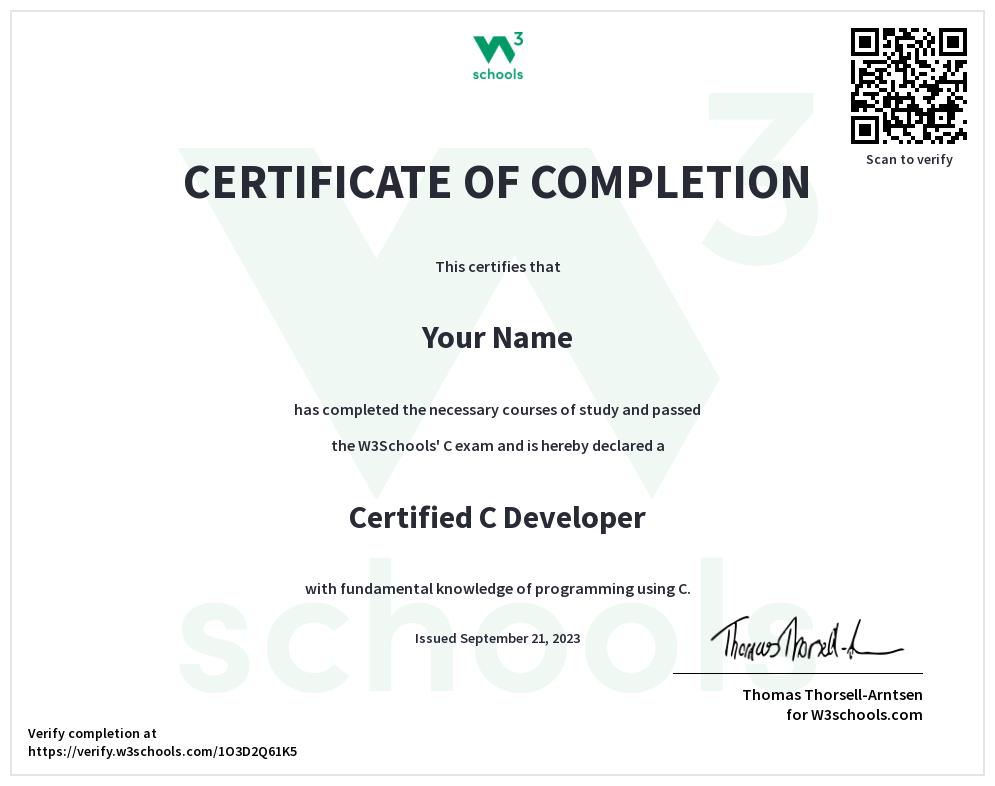 W3
schools
Scan to verify
CERTIFICATE OF COMPLETION
This certifies that
Your Name
has completed the necessary courses of study and passed
the W3Schools' C exam and is hereby declared a
Certified C Developer
with fundamental knowledge of programming using C.
Issued September 21, 2023
Thomas Thorsell-A
Thomas Thorsell-Arntsen
for W3schools.com
Verify completion at
https://verify.w3schools.com/1O3D2Q61K5
W3
schools